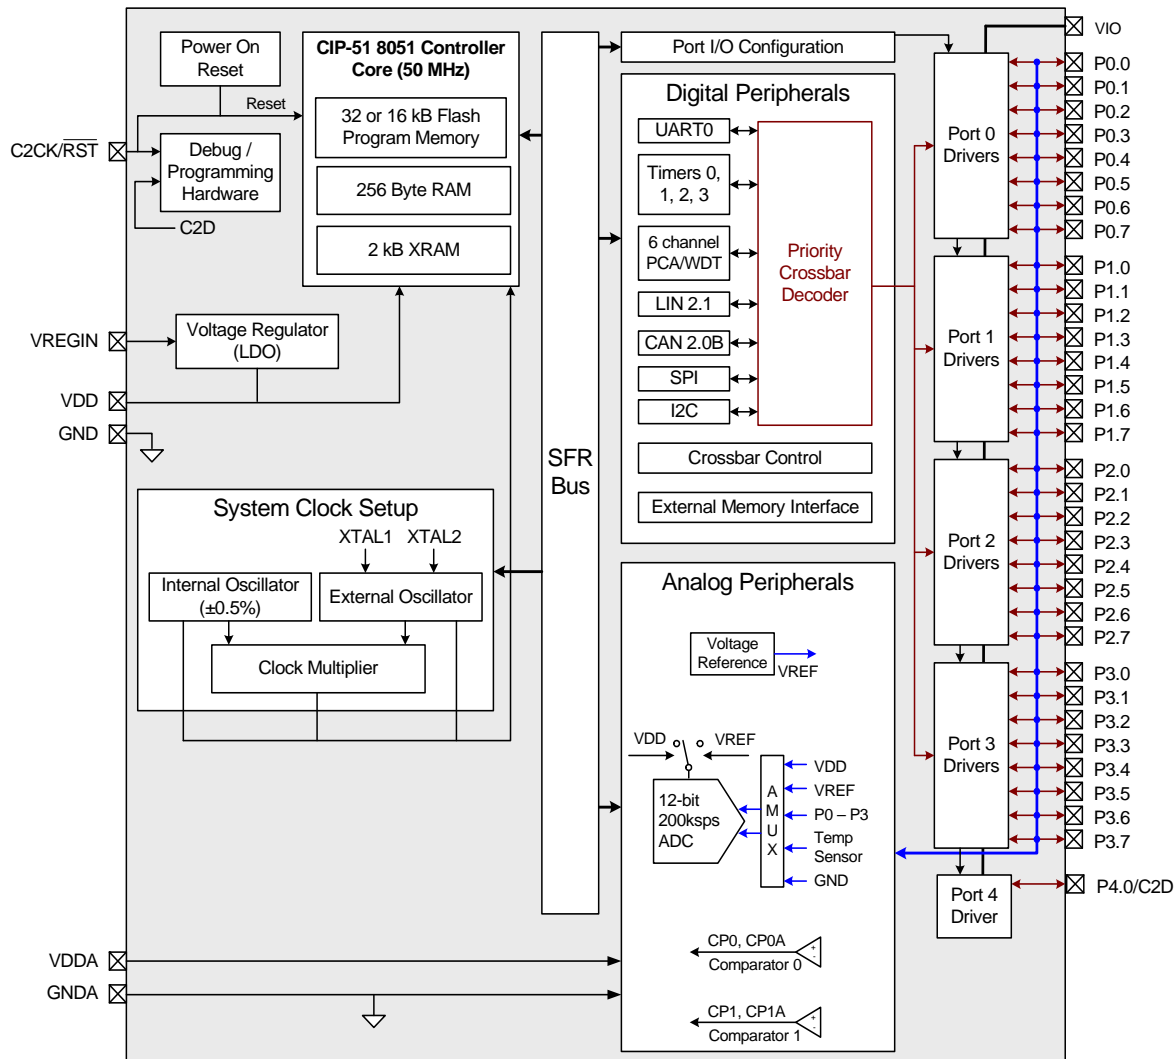 Power On
Reset
Reset
C2CK/RST
Debug /
Programming
Hardware
C2D
CIP-51 8051 Controller
Core (50 MHz)
32 or 16 kB Flash
Program Memory
256 Byte RAM
2 kB XRAM
VREGIN
Voltage Regulator
(LDO)
VDD
GND
System Clock Setup
XTAL1
XTAL2
Internal Oscillator
(±0.5%)
External Oscillator
Clock Multiplier
VDDA
GNDA
SFR
Bus
Port I/O Configuration
Digital Peripherals
UART0
Timers 0,
1, 2, 3
6 channel
PCA/WDT
LIN 2.1
CAN 2.0B
SPI
I2C
Priority
Crossbar
Decoder
Crossbar Control
External Memory Interface
Analog Peripherals
Voltage
Reference
VREF
VDD
VREF
12-bit
200ksps
ADC
A
M
U
X
VDD
VREF
P0 – P3
Temp
Sensor
GND
CP0, CP0A
+
-
Comparator 0
CP1, CP1A
+
-
Comparator 1
Port 0
Drivers
Port 1
Drivers
Port 2
Drivers
Port 3
Drivers
Port 4
Driver
VIO
P0.0
P0.1
P0.2
P0.3
P0.4
P0.5
P0.6
P0.7
P1.0
P1.1
P1.2
P1.3
P1.4
P1.5
P1.6
P1.7
P2.0
P2.1
P2.2
P2.3
P2.4
P2.5
P2.6
P2.7
P3.0
P3.1
P3.2
P3.3
P3.4
P3.5
P3.6
P3.7
P4.0/C2D